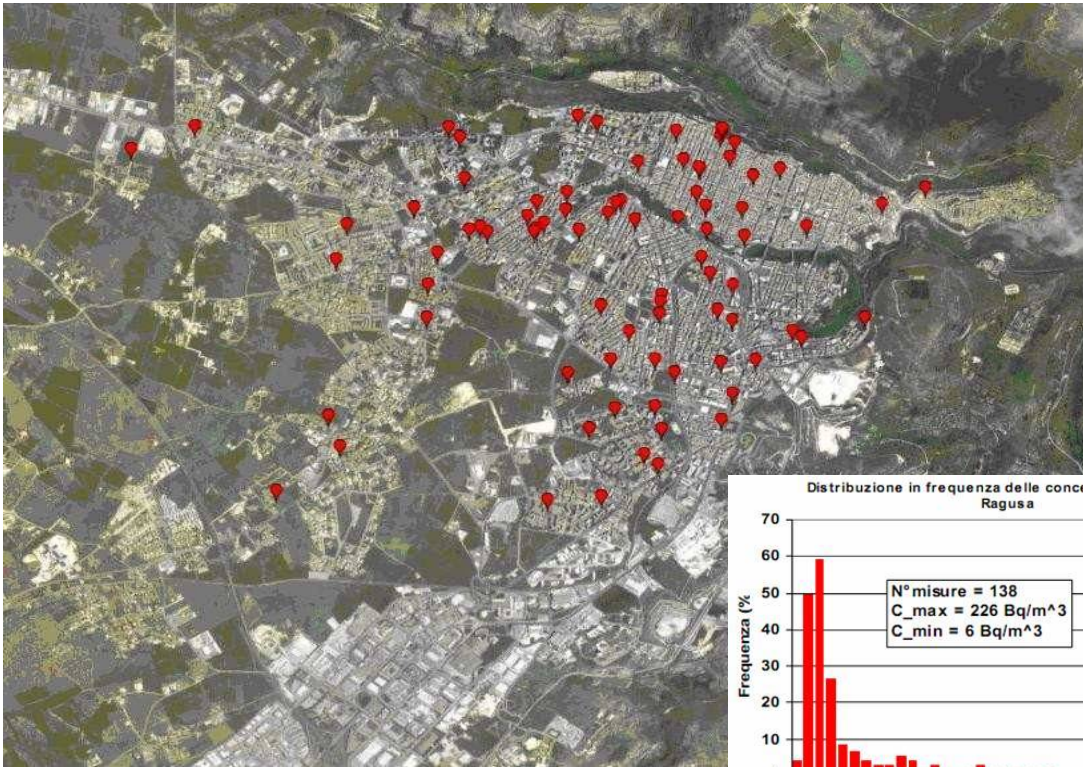 Distribuzione in frequenza delle conce
Ragusa
70
60
50
40
30
20
10
Frequenza (%
N° misure = 138
C_max = 226 Bq/m^3
C_min = 6 Bq/m^3